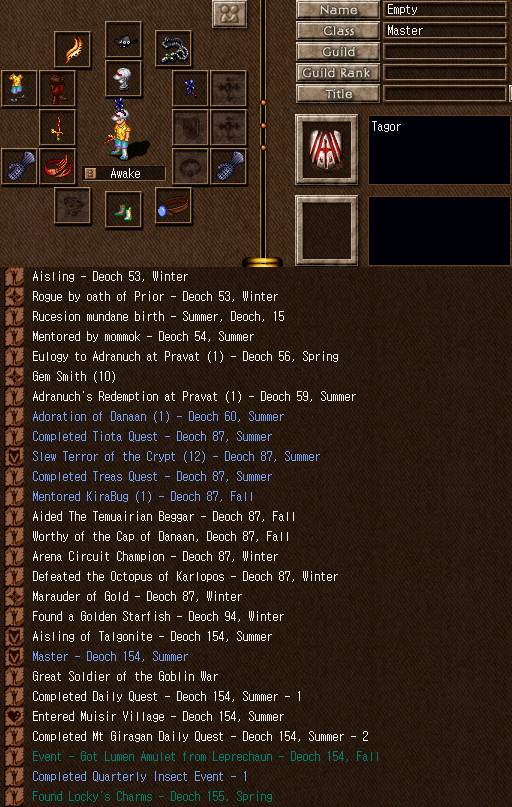 Name Empty
Class Master
Guild
Guild Rank
Title
Tagor
Awake
Aisling - Deoch 53, Winter
Rogue by oath of Prior - Deoch 53, Winter
Rucesion mundane birth - Summer, Deoch, 15
Mentored by mommok - Deoch 54, Summer
Eulogy to Adranuch at Pravat (1) - Deoch 56, Spring
Gem Smith (10)
Adranuch's Redemption at Pravat (1) - Deoch 59, Summer
Adoration of Danaan (1) - Deoch 60, Summer
Completed Tiota Quest - Deoch 87, Summer
Slew Terror of the Crypt (12) - Deoch 87, Summer
Completed Treas Quest - Deoch 87, Summer
Mentored KiraBug (1) - Deoch 87, Fall
Aided The Temuairian Beggar - Deoch 87, Fall
Worthy of the Cap of Danaan, Deoch 87, Fall
Arena Circuit Champion - Deoch 87, Winter
Defeated the Octopus of Karlopos - Deoch 87, Winter
Marauder of Gold - Deoch 87, Winter
Found a Golden Starfish - Deoch 94, Winter
Aisling of Talgonite - Deoch 154, Summer
Master - Deoch 154, Summer
Great Soldier of the Goblin War
Completed Daily Quest - Deoch 154, Summer - 1
Entered Muisir Village - Deoch 154, Summer
Completed Mt Giragan Daily Quest - Deoch 154, Summer - 2
Event - Got Lumen Amulet from Leprechaun - Deoch 154, Fall
Completed Quarterly Insect Event - 1
Found Locky's Charms - Deoch 155, Spring